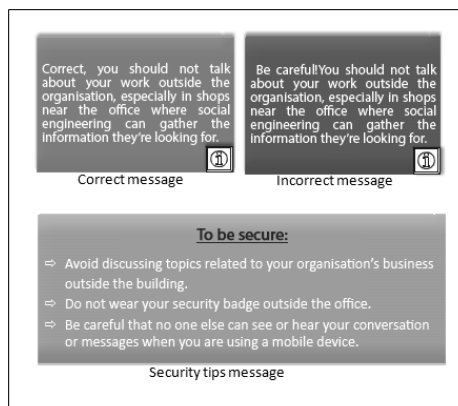 Correct, you should not talk
about your work outside the
organisation, especially in shops
near the office where social
engineering can gather the
information they're looking for.
Correct message
Be careful!You should not talk
about your work outside the
organisation, especially in shops
near the office where social
engineering can gather the
information they're looking for.
Incorrect message
To be secure:
⇨ Avoid discussing topics related to your organisation's business
outside the building.
⇨ Do not wear your security badge outside the office.
⇨ Be careful that no one else can see or hear your conversation
or messages when you are using a mobile device.
Security tips message